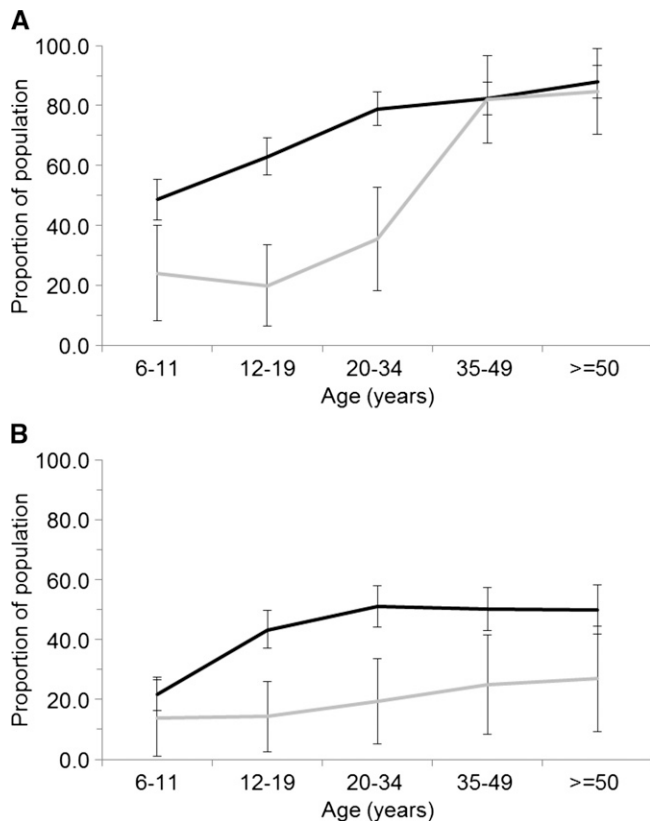 A
Proportion of population
100.0
80.0
60.0
40.0
20.0
0.0
6-11 12-19 20-34 35-49 >=50
Age (years)
B
Proportion of population
100.0
80.0
60.0
40.0
20.0
0.0
6-11 12-19 20-34 35-49 >=50
Age (years)